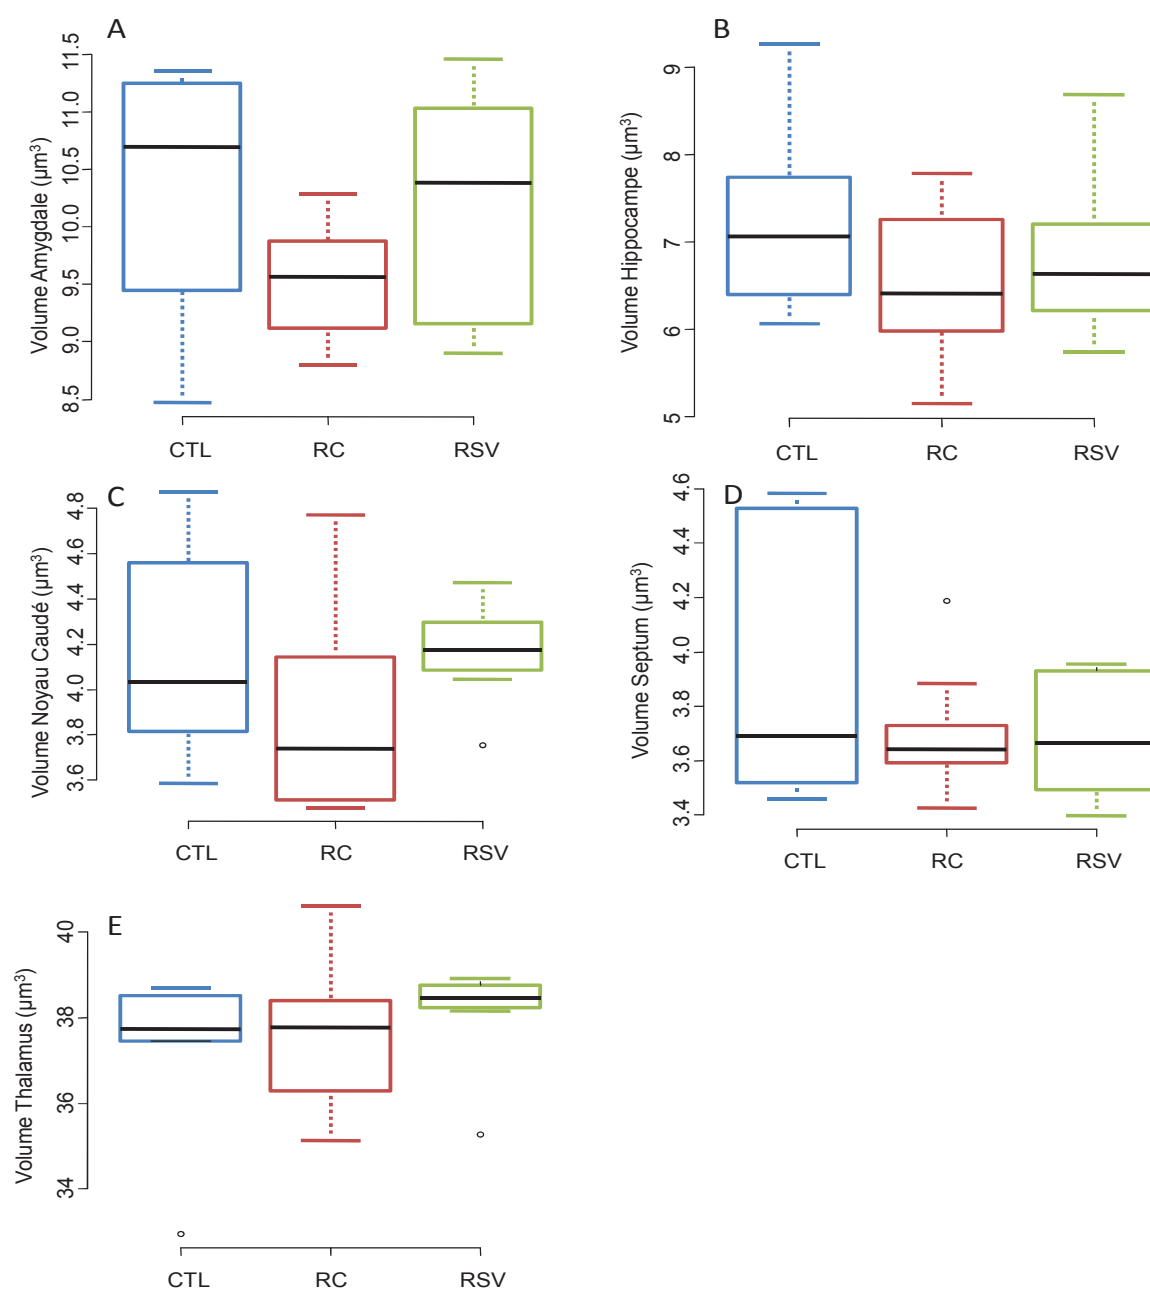 A
Volume Amygdale (µm³)
11.5
11.0
10.5
10.0
9.5
9.0
8.5
CTL RC RSV
B
Volume Hippocampe (µm³)
9
8
7
6
5
CTL RC RSV
C
Volume Noyau Caudé (µm³)
4.8
4.6
4.4
4.2
4.0
3.8
3.6
CTL RC RSV
D
Volume Septum (µm³)
4.6
4.4
4.2
4.0
3.8
3.6
3.4
CTL RC RSV
E
Volume Thalamus (µm³)
40
38
36
34
CTL RC RSV